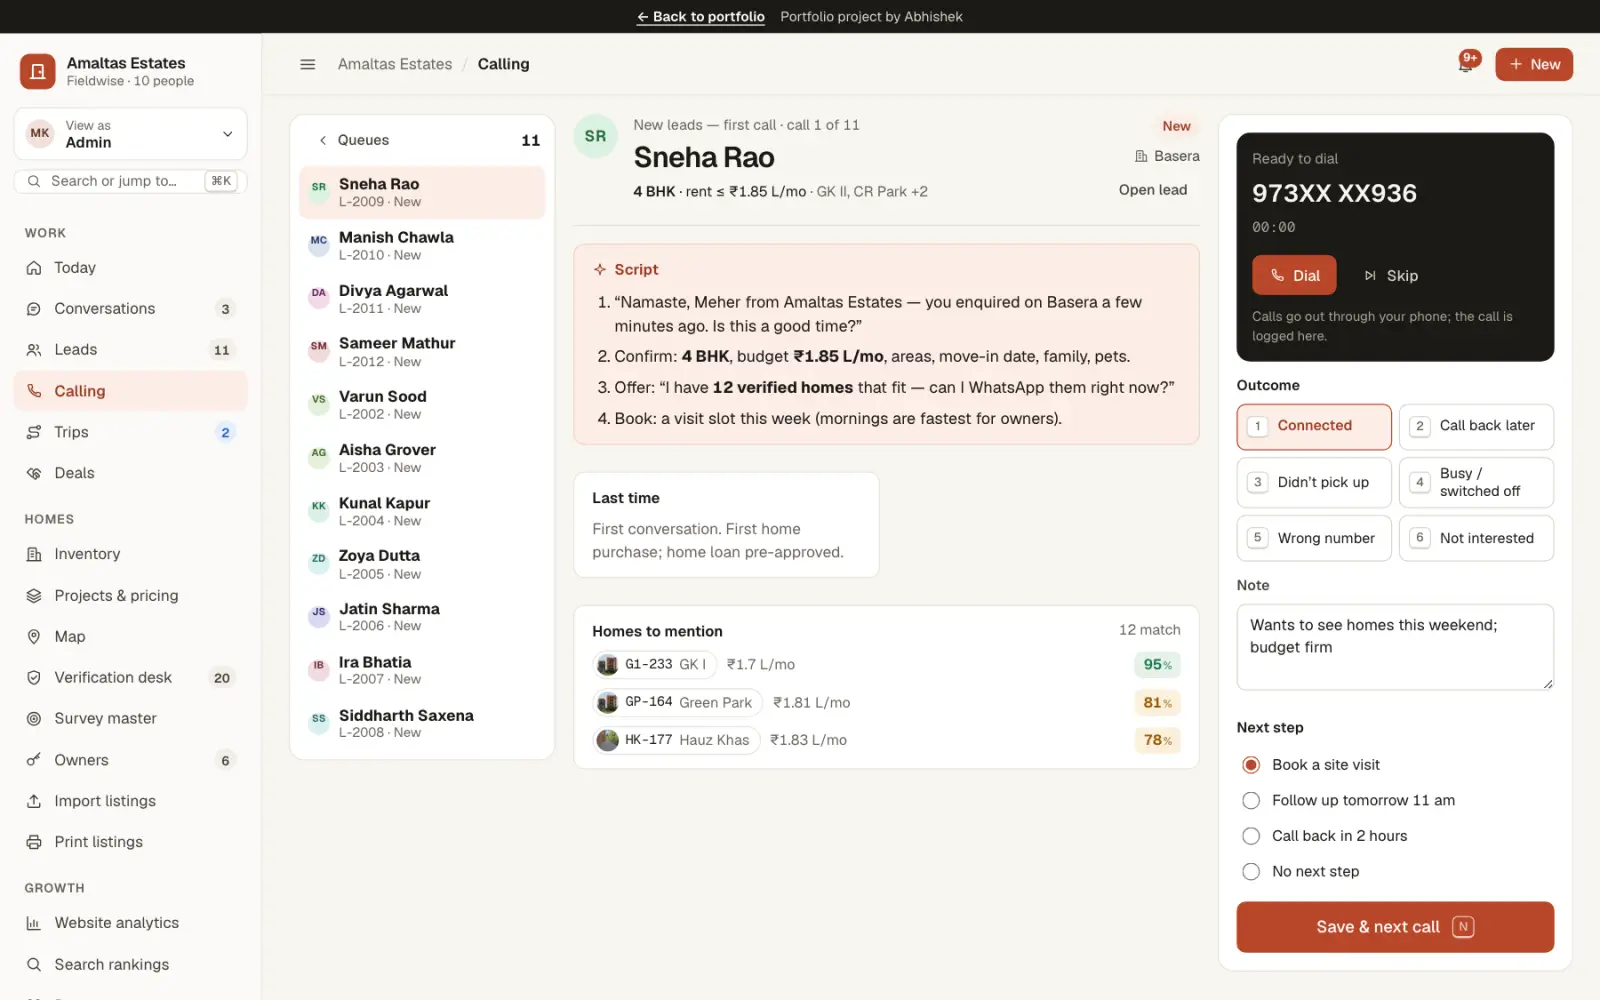 ← Back to portfolio Portfolio project by Abhishek
Amaltas Estates
Fieldwise · 10 people
MK
View as
Admin
Search or jump to...
⌘K
WORK
Today
Conversations 3
Leads 11
Calling
Trips 2
Deals
HOMES
Inventory
Projects & pricing
Map
Verification desk 20
Survey master
Owners 6
Import listings
Print listings
GROWTH
Website analytics
Search rankings
Amaltas Estates / Calling
9+
+ New
‹ Queues 11
SR Sneha Rao
L-2009 · New
MC Manish Chawla
L-2010 · New
DA Divya Agarwal
L-2011 · New
SM Sameer Mathur
L-2012 · New
VS Varun Sood
L-2002 · New
AG Aisha Grover
L-2003 · New
KK Kunal Kapur
L-2004 · New
ZD Zoya Dutta
L-2005 · New
JS Jatin Sharma
L-2006 · New
IB Ira Bhatia
L-2007 · New
SS Siddharth Saxena
L-2008 · New
SR
New leads — first call · call 1 of 11
Sneha Rao
4 BHK · rent ≤ ₹1.85 L/mo · GK II, CR Park +2
New
Basera
Open lead
Script
1. “Namaste, Meher from Amaltas Estates — you enquired on Basera a few
minutes ago. Is this a good time?”
2. Confirm: 4 BHK, budget ₹1.85 L/mo, areas, move-in date, family, pets.
3. Offer: “I have 12 verified homes that fit — can I WhatsApp them right now?”
4. Book: a visit slot this week (mornings are fastest for owners).
Last time
First conversation. First home
purchase; home loan pre-approved.
Homes to mention 12 match
G1-233 GK I ₹1.7 L/mo 95%
GP-164 Green Park ₹1.81 L/mo 81%
HK-177 Hauz Khas ₹1.83 L/mo 78%
Ready to dial
973XX XX936
00:00
Dial Skip
Calls go out through your phone; the call is
logged here.
Outcome
1 Connected
2 Call back later
3 Didn't pick up
4 Busy /
switched off
5 Wrong number
6 Not interested
Note
Wants to see homes this weekend;
budget firm
Next step
Book a site visit
Follow up tomorrow 11 am
Call back in 2 hours
No next step
Save & next call N